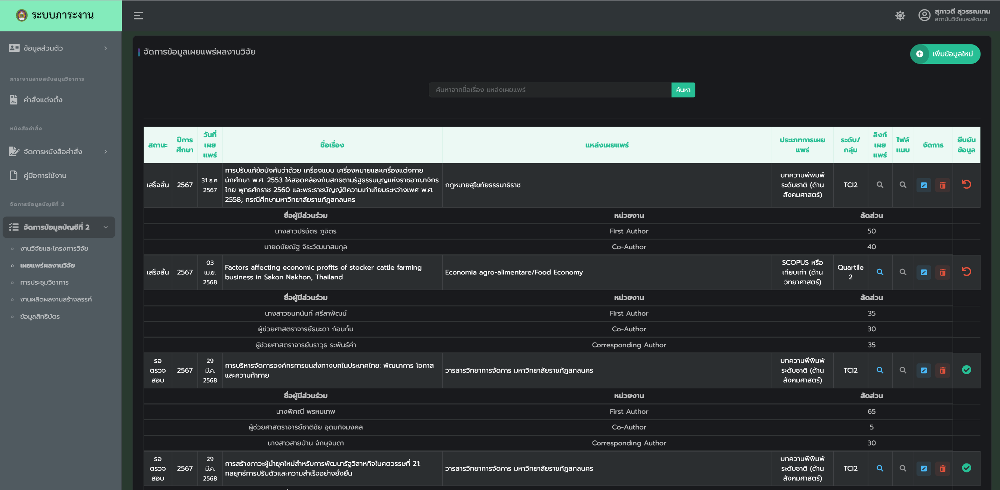 ระบบภาระงาน
สุภาวดี สุวรรณเทน
สถาบันวิจัยและพัฒนา
ข้อมูลส่วนตัว
ภาระงานสายสนับสนุนวิชาการ
คำสั่งแต่งตั้ง
หนังสือคำสั่ง
จัดการหนังสือคำสั่ง
คู่มือการใช้งาน
จัดการข้อมูลบัญชีที่ 2
จัดการข้อมูลบัญชีที่ 2
งานวิจัยและโครงการวิจัย
เผยแพร่ผลงานวิจัย
การประชุมวิชาการ
งานผลิตผลงานสร้างสรรค์
ข้อมูลสิทธิบัตร
จัดการข้อมูลเผยแพร่ผลงานวิจัย
เพิ่มข้อมูลใหม่
ค้นหาจากชื่อเรื่อง แหล่งเผยแพร่ ค้นหา
สถานะ
ปีการ
ศึกษา
วันที่
เผย
แพร่
ชื่อเรื่อง
แหล่งเผยแพร่
ประเภทการเผย
แพร่
ระดับ/
กลุ่ม
ลิงก์
เผย
แพร่
ไฟล์
แนบ
จัดการ
ยืนยัน
ข้อมูล
เสร็จสิ้น
2567
31 ธ.ค.
2567
การปรับแก้ข้อบังคับว่าด้วย เครื่องแบบ เครื่องหมายและเครื่องแต่งกาย
นักศึกษา พ.ศ. 2553 ให้สอดคล้องกับสิทธิตามรัฐธรรมนูญแห่งราชอาณาจักร
ไทย พุทธศักราช 2560 และพระราชบัญญัติความเท่าเทียมระหว่างเพศ พ.ศ.
2558; กรณีศึกษามหาวิทยาลัยราชภัฏสกลนคร
กฎหมายสุโขทัยธรรมาธิราช
บทความพีพิมพ์
ระดับชาติ (ด้าน
สังคมศาสตร์)
TCI2
ชื่อผู้มีส่วนร่วม หน่วยงาน สัดส่วน
นางสาวปริฉัตร ภูจิตร First Author 50
นายดนัยณัฐ จิระวัฒนาสมกุล Co-Author 40
เสร็จสิ้น
2567
03
เม.ย.
2568
Factors affecting economic profits of stocker cattle farming
business in Sakon Nakhon, Thailand
Economia agro-alimentare/Food Economy
SCOPUS หรือ
เทียบเท่า (ด้าน
วิทยาศาสตร์)
Quartile
2
ชื่อผู้มีส่วนร่วม หน่วยงาน สัดส่วน
นางสาวชนกนันท์ ศรีลาพัฒน์ First Author 35
ผู้ช่วยศาสตราจารย์ธนะดา ก้อนกั้น Co-Author 30
ผู้ช่วยศาสตราจารย์นราวุธ ระพันธ์คำ Corresponding Author 35
รอ
ตรวจ
สอบ
2567
29
มี.ค.
2568
การบริหารจัดการองค์กรการขนส่งทางบกในประเทศไทย: พัฒนาการ โอกาส
และความท้าทาย
วารสารวิทยาการจัดการ มหาวิทยาลัยราชภัฏสกลนคร
บทความพีพิมพ์
ระดับชาติ (ด้าน
สังคมศาสตร์)
TCI2
ชื่อผู้มีส่วนร่วม หน่วยงาน สัดส่วน
นางพิศณี พรหมเทพ First Author 65
ผู้ช่วยศาสตราจารย์ชาติชัย อุดมกิจมงคล Co-Author 5
นางสาวสายป่าน จักษุจินดา Corresponding Author 30
รอ
ตรวจ
สอบ
2567
29
มี.ค.
2568
การสร้างภาวะผู้นำยุคใหม่สำหรับการพัฒนารัฐวิสาหกิจในศตวรรษที่ 21:
กลยุทธ์การปรับตัวและความสำเร็จอย่างยั่งยืน
วารสารวิทยาการจัดการ มหาวิทยาลัยราชภัฏสกลนคร
บทความพีพิมพ์
ระดับชาติ (ด้าน
สังคมศาสตร์)
TCI2